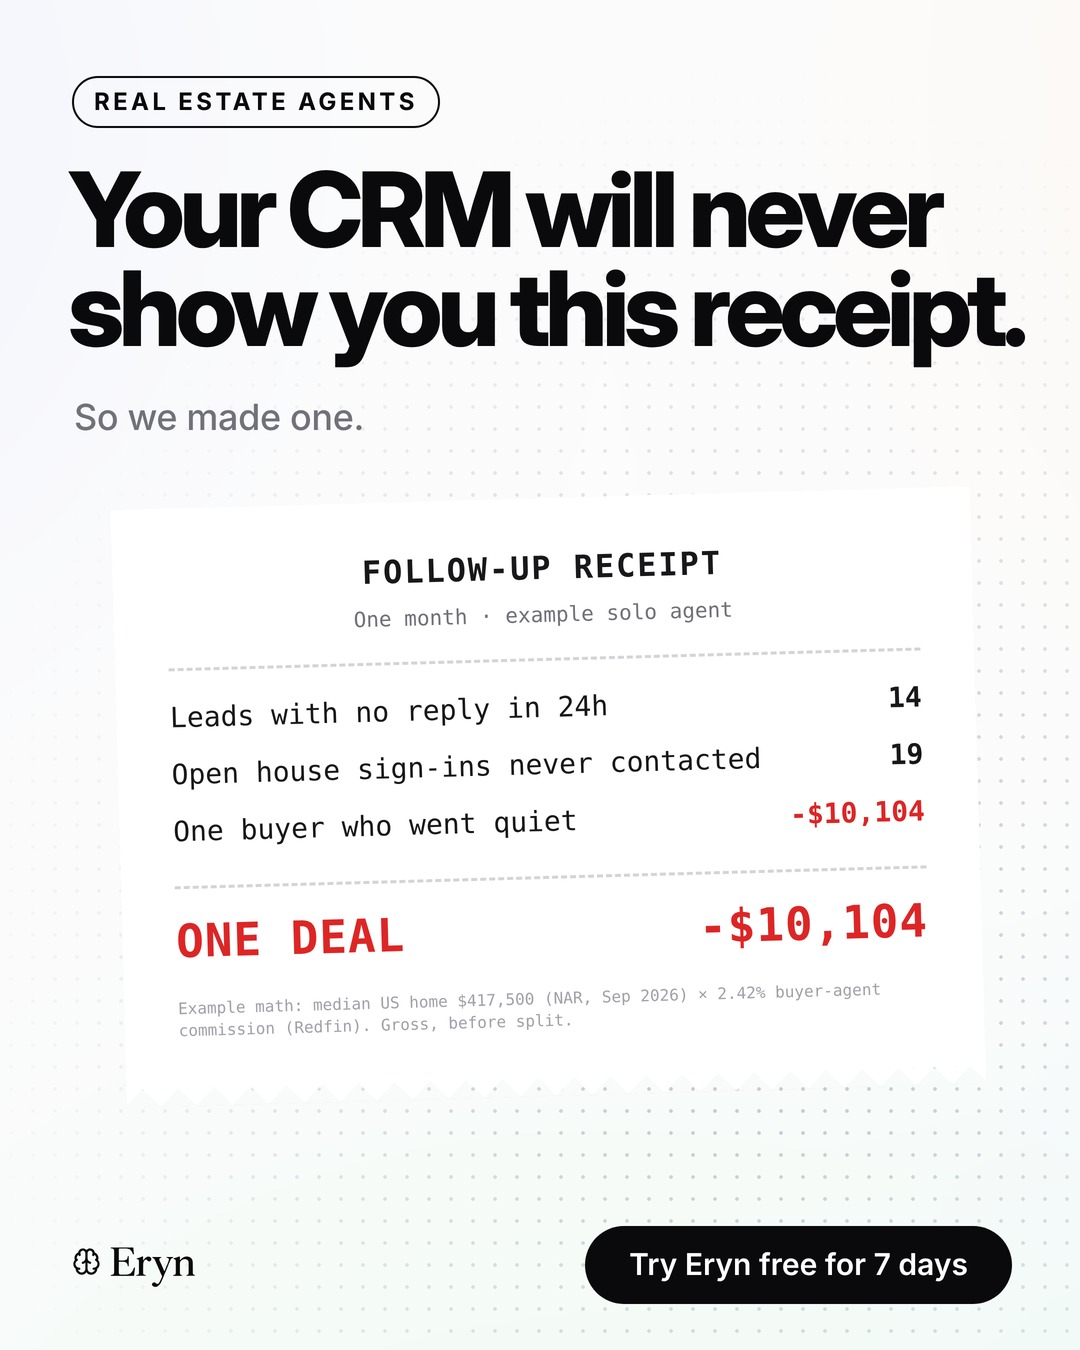 REAL ESTATE AGENTS
Your CRM will never
show you this receipt.
So we made one.
FOLLOW-UP RECEIPT
One month · example solo agent
Leads with no reply in 24h 14
Open house sign-ins never contacted 19
One buyer who went quiet -$10,104
ONE DEAL -$10,104
Example math: median US home $417,500 (NAR, Sep 2026) × 2.42% buyer-agent
commission (Redfin). Gross, before split.
Eryn
Try Eryn free for 7 days